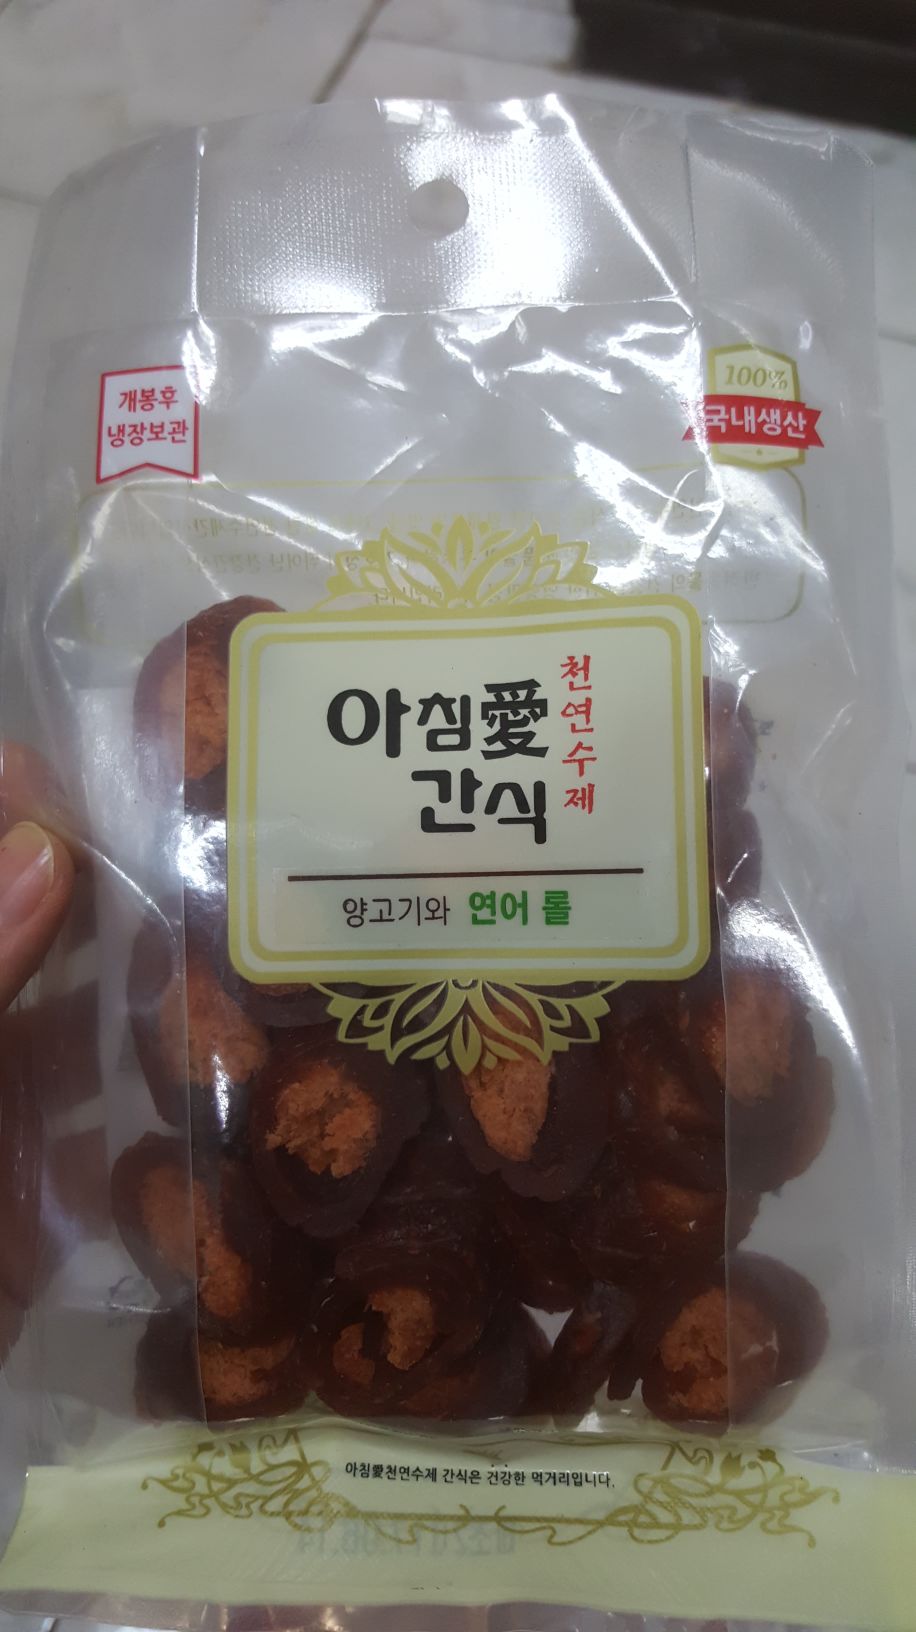 개봉후
냉장보관
100%
국내생산
천연수제
아침愛
간식
양고기와 연어 롤
아침愛천연수제 간식은 건강한 먹거리입니다.